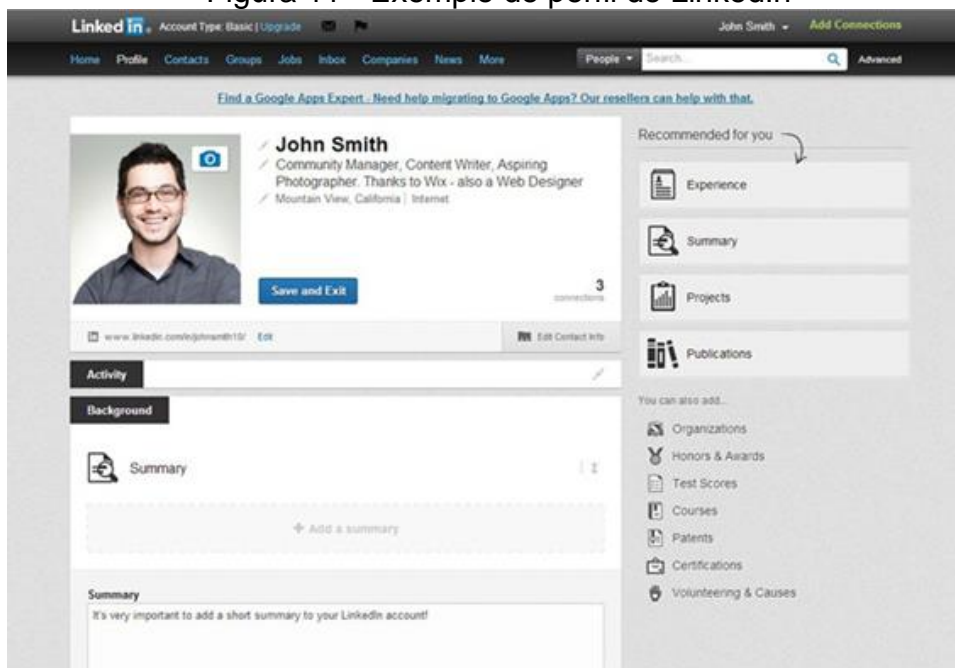 Figura 11 - Exemplo de perfil do LinkedIn
Linked in. Account Type: Basic | Upgrade
John Smith Add Connections
Home Profile Contacts Groups Jobs Inbox Companies News More
People Search... Advanced
Find a Google Apps Expert - Need help migrating to Google Apps? Our resellers can help with that.
John Smith
Community Manager, Content Writer, Aspiring
Photographer. Thanks to Wix - also a Web Designer
Mountain View, California | Internet
Save and Exit
3
connections
Edit
Edit Contact Info
Activity
Background
Summary
+ Add a summary
Summary
It's very important to add a short summary to your LinkedIn account!
Recommended for you
Experience
Summary
Projects
Publications
You can also add...
Organizations
Honors & Awards
Test Scores
Courses
Patents
Certifications
Volunteering & Causes